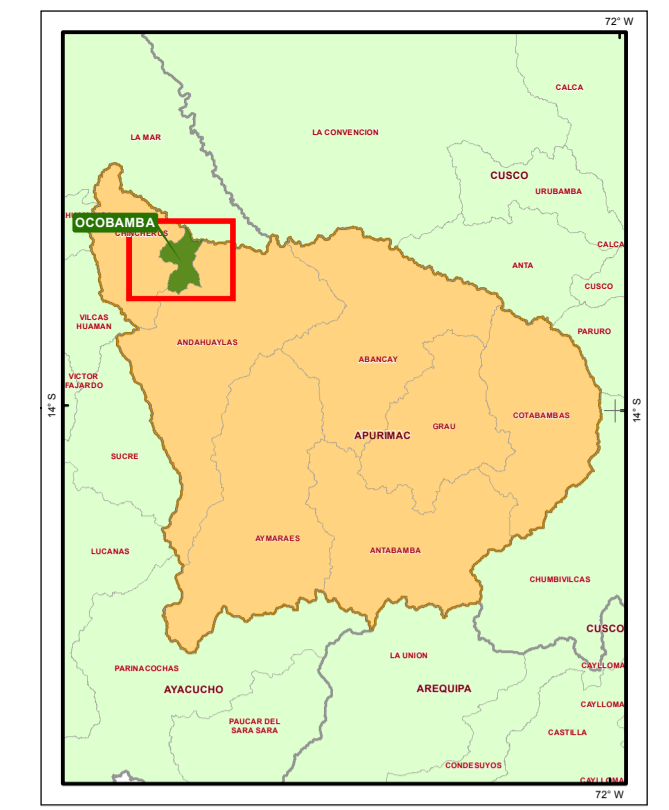 72° W
CALCA
LA CONVENCION
LA MAR
CUSCO
URUBAMBA
OCOBAMBA
CHINCHEROS
CALCA
ANTA
CUSCO
VILCAS
HUAMAN
PARURO
ANDAHUAYLAS
ABANCAY
VICTOR
FAJARDO
14° S
14° S
COTABAMBAS
GRAU
APURIMAC
SUCRE
AYMARAES
ANTABAMBA
LUCANAS
CHUMBIVILCAS
CUSCO
LA UNION
CAYLLOMA
PARINACOCHAS
AYACUCHO
AREQUIPA
CAYLLOMA
PAUCAR DEL
SARA SARA
CASTILLA
CONDESUYOS
CAYLLOMA
72° W